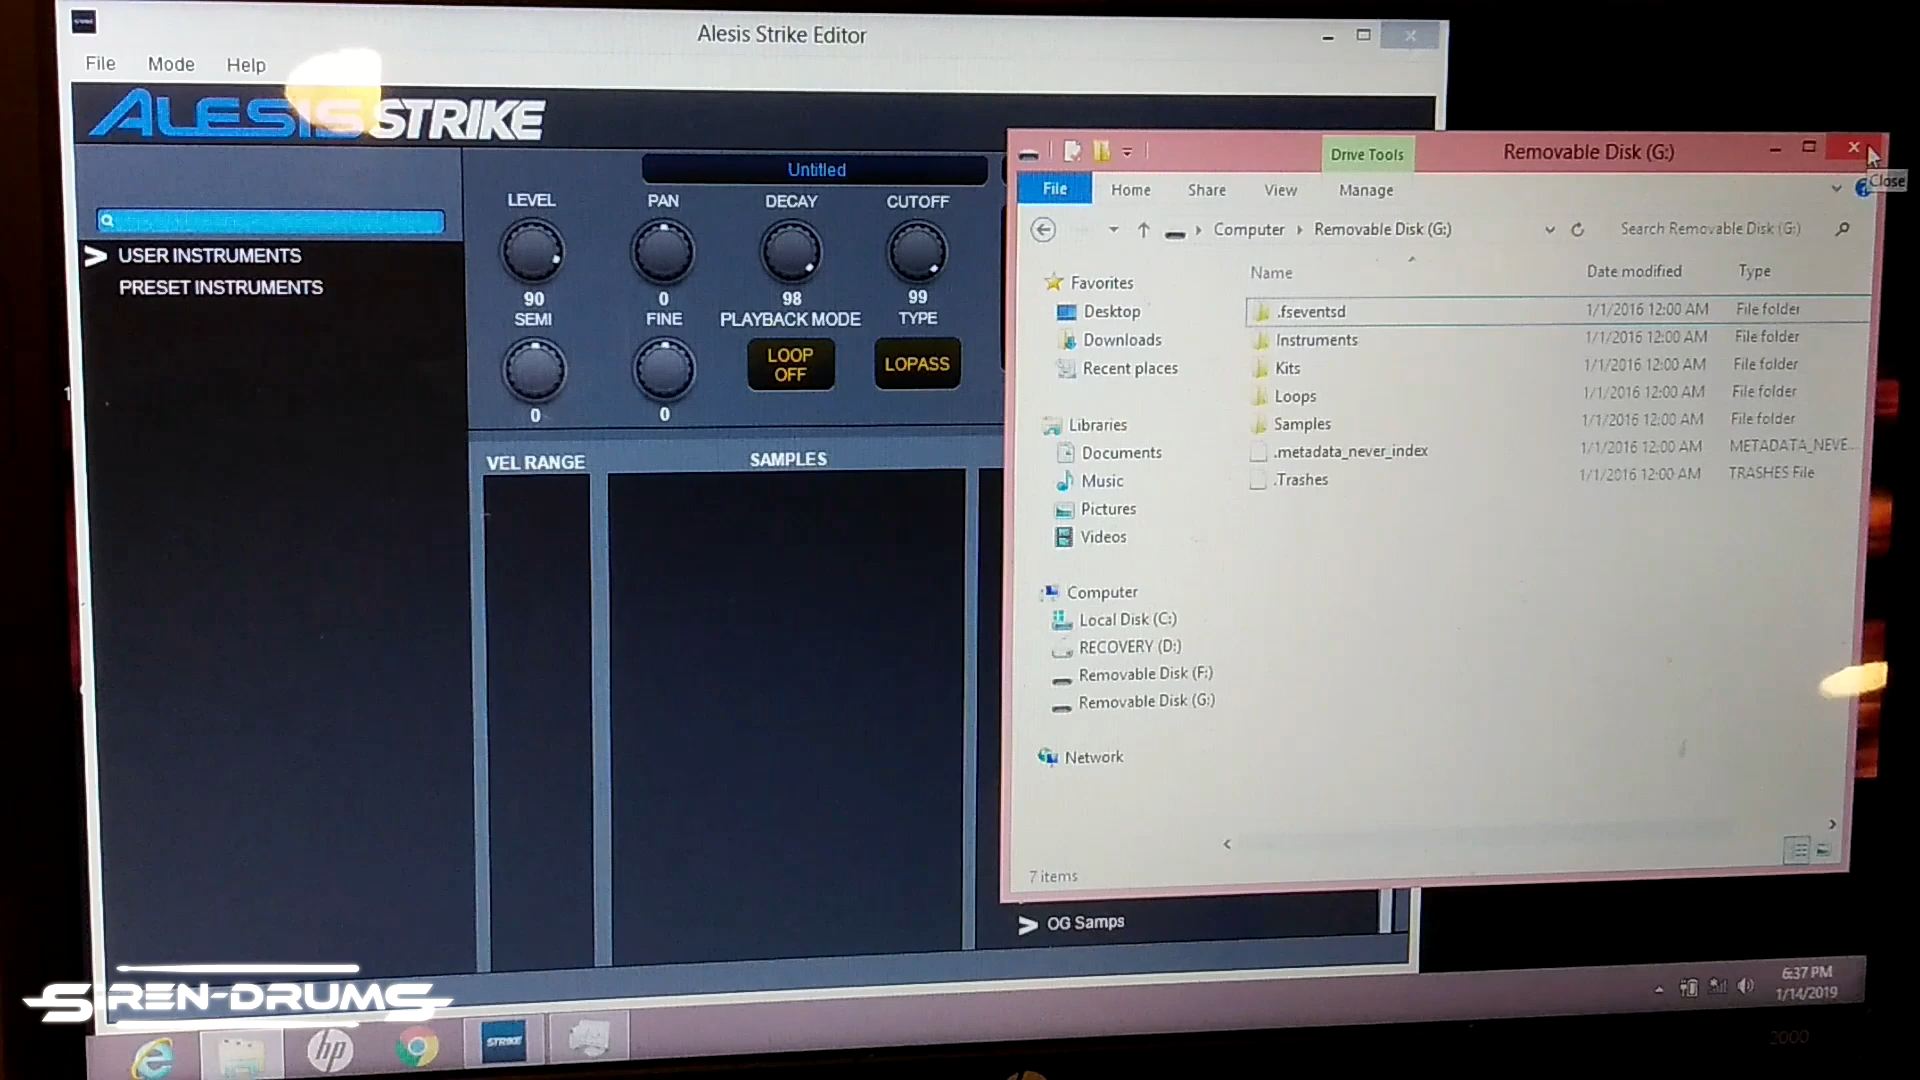 Alesis Strike Editor
File Mode Help
ALESIS STRIKE
Untitled
LEVEL PAN DECAY CUTOFF
90 0 98 99
SEMI FINE PLAYBACK MODE TYPE
LOOP OFF LOPASS
0 0
USER INSTRUMENTS
PRESET INSTRUMENTS
VEL RANGE SAMPLES
OG Samps
Drive Tools Removable Disk (G:)
Close
File Home Share View Manage
Computer Removable Disk (G:) Search Removable Disk (G:)
Favorites
Desktop
Downloads
Recent places
Libraries
Documents
Music
Pictures
Videos
Computer
Local Disk (C:)
RECOVERY (D:)
Removable Disk (F:)
Removable Disk (G:)
Network
Name Date modified Type
.fseventsd 1/1/2016 12:00 AM File folder
Instruments 1/1/2016 12:00 AM File folder
Kits 1/1/2016 12:00 AM File folder
Loops 1/1/2016 12:00 AM File folder
Samples 1/1/2016 12:00 AM File folder
.metadata_never_index 1/1/2016 12:00 AM METADATA_NEVE...
.Trashes 1/1/2016 12:00 AM TRASHES File
7 items
SIREN-DRUMS
hp
STRIKE
6:37 PM
1/14/2019
2000